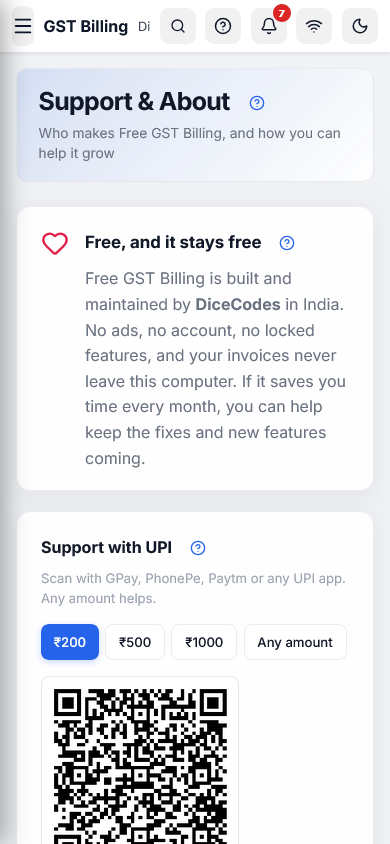 GST Billing Di
7
Support & About
Who makes Free GST Billing, and how you can
help it grow
Free, and it stays free
Free GST Billing is built and
maintained by DiceCodes in India.
No ads, no account, no locked
features, and your invoices never
leave this computer. If it saves you
time every month, you can help
keep the fixes and new features
coming.
Support with UPI
Scan with GPay, PhonePe, Paytm or any UPI app.
Any amount helps.
₹200 ₹500 ₹1000 Any amount